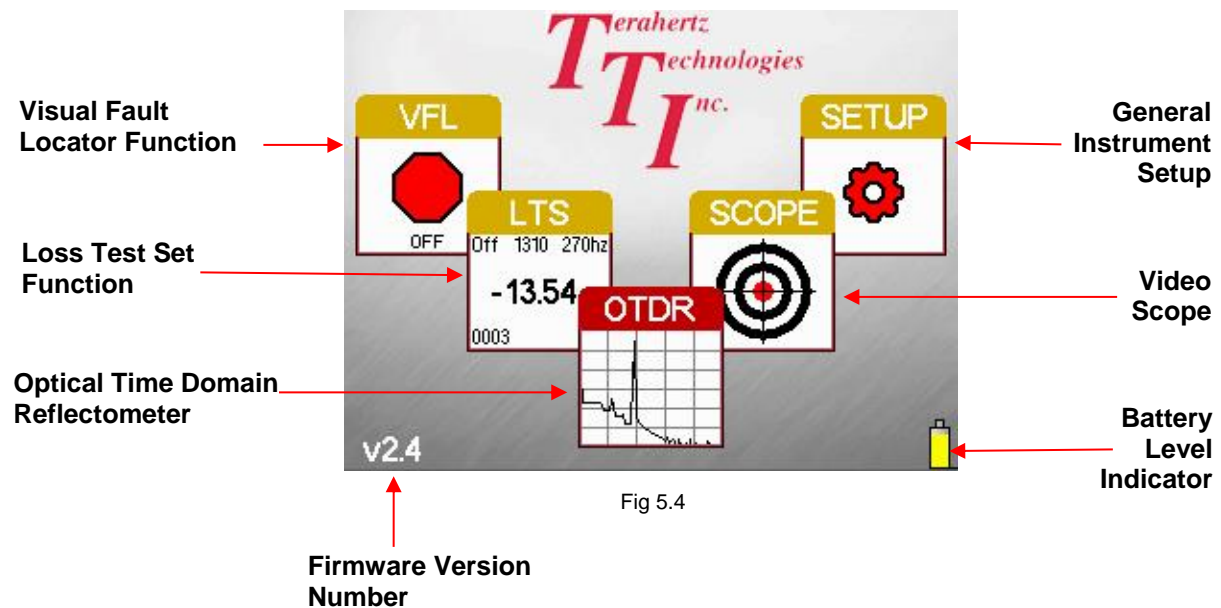 Terahertz
Technologies
Inc.
Visual Fault
Locator Function
VFL
OFF
SETUP
General
Instrument
Setup
Loss Test Set
Function
LTS
Off 1310 270hz
-13.54
0003
SCOPE
Video
Scope
Optical Time Domain
Reflectometer
OTDR
v2.4
Battery
Level
Indicator
Fig 5.4
Firmware Version
Number